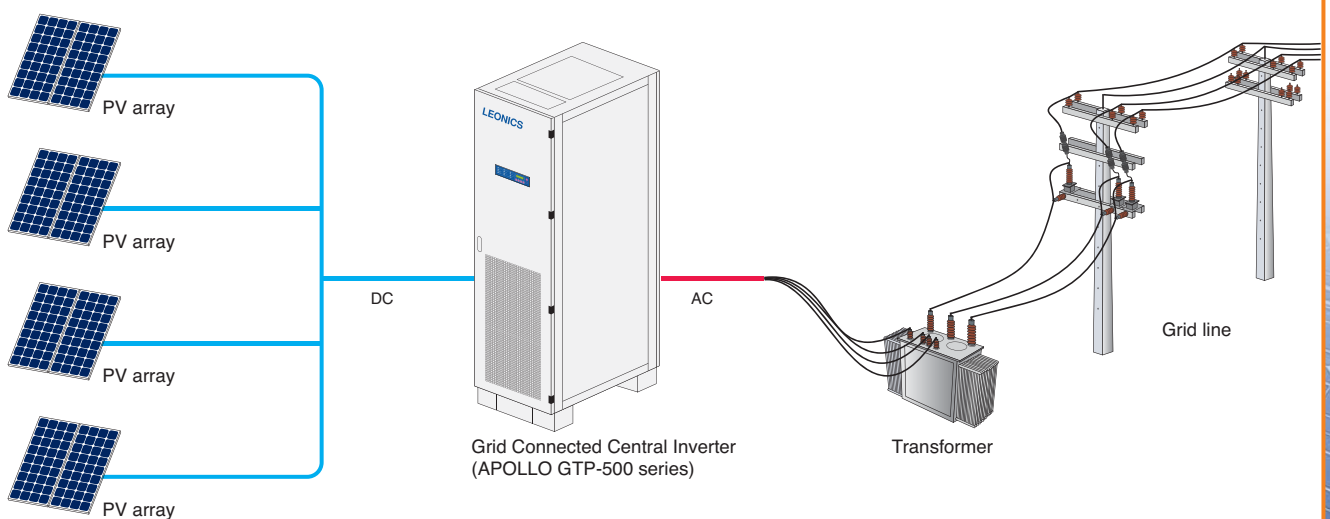 PV array
LEONICS
PV array
DC
AC
Grid line
PV array
Grid Connected Central Inverter
(APOLLO GTP-500 series)
Transformer
PV array